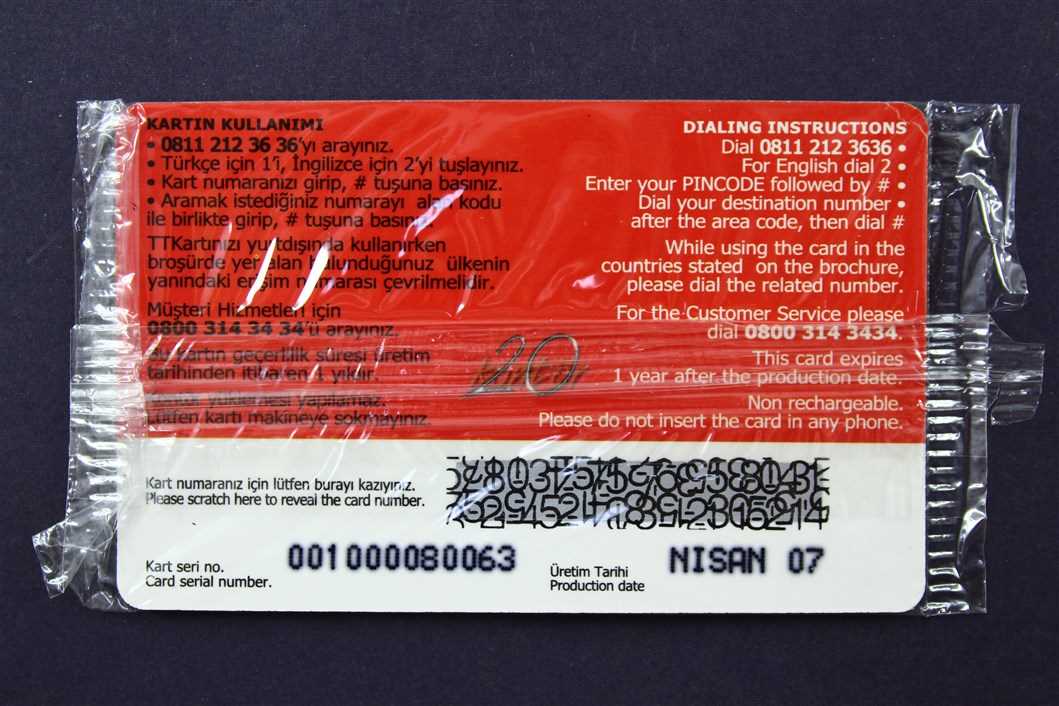 KARTIN KULLANIMI
• 0811 212 36 36'yı arayınız.
• Türkçe için 1'i, İngilizce için 2'yi tuşlayınız.
• Kart numaranızı girip, # tuşuna basınız.
• Aramak istediğiniz numarayı alan kodu
ile birlikte girip, # tuşuna basınız.
TTKartınızı yurtdışında kullanırken
broşürde yer alan bulunduğunuz ülkenin
yanındaki erişim numarası çevrilmelidir.
Müşteri Hizmetleri için
0800 314 34 34'ü arayınız.
Bu kartın geçerlilik süresi üretim
tarihinden itibaren 1 yıldır.
yüklemesi yapılamaz.
Lütfen kartı makineye sokmayınız.
DIALING INSTRUCTIONS
Dial 0811 212 3636 •
For English dial 2 •
Enter your PINCODE followed by # •
Dial your destination number •
after the area code, then dial #
While using the card in the
countries stated on the brochure,
please dial the related number.
For the Customer Service please
dial 0800 314 3434.
This card expires
1 year after the production date.
Non rechargeable.
Please do not insert the card in any phone.
20
Kart numaranız için lütfen burayı kazıyınız.
Please scratch here to reveal the card number.
Kart seri no.
Card serial number.
001000080063
Üretim Tarihi
Production date
NISAN 07